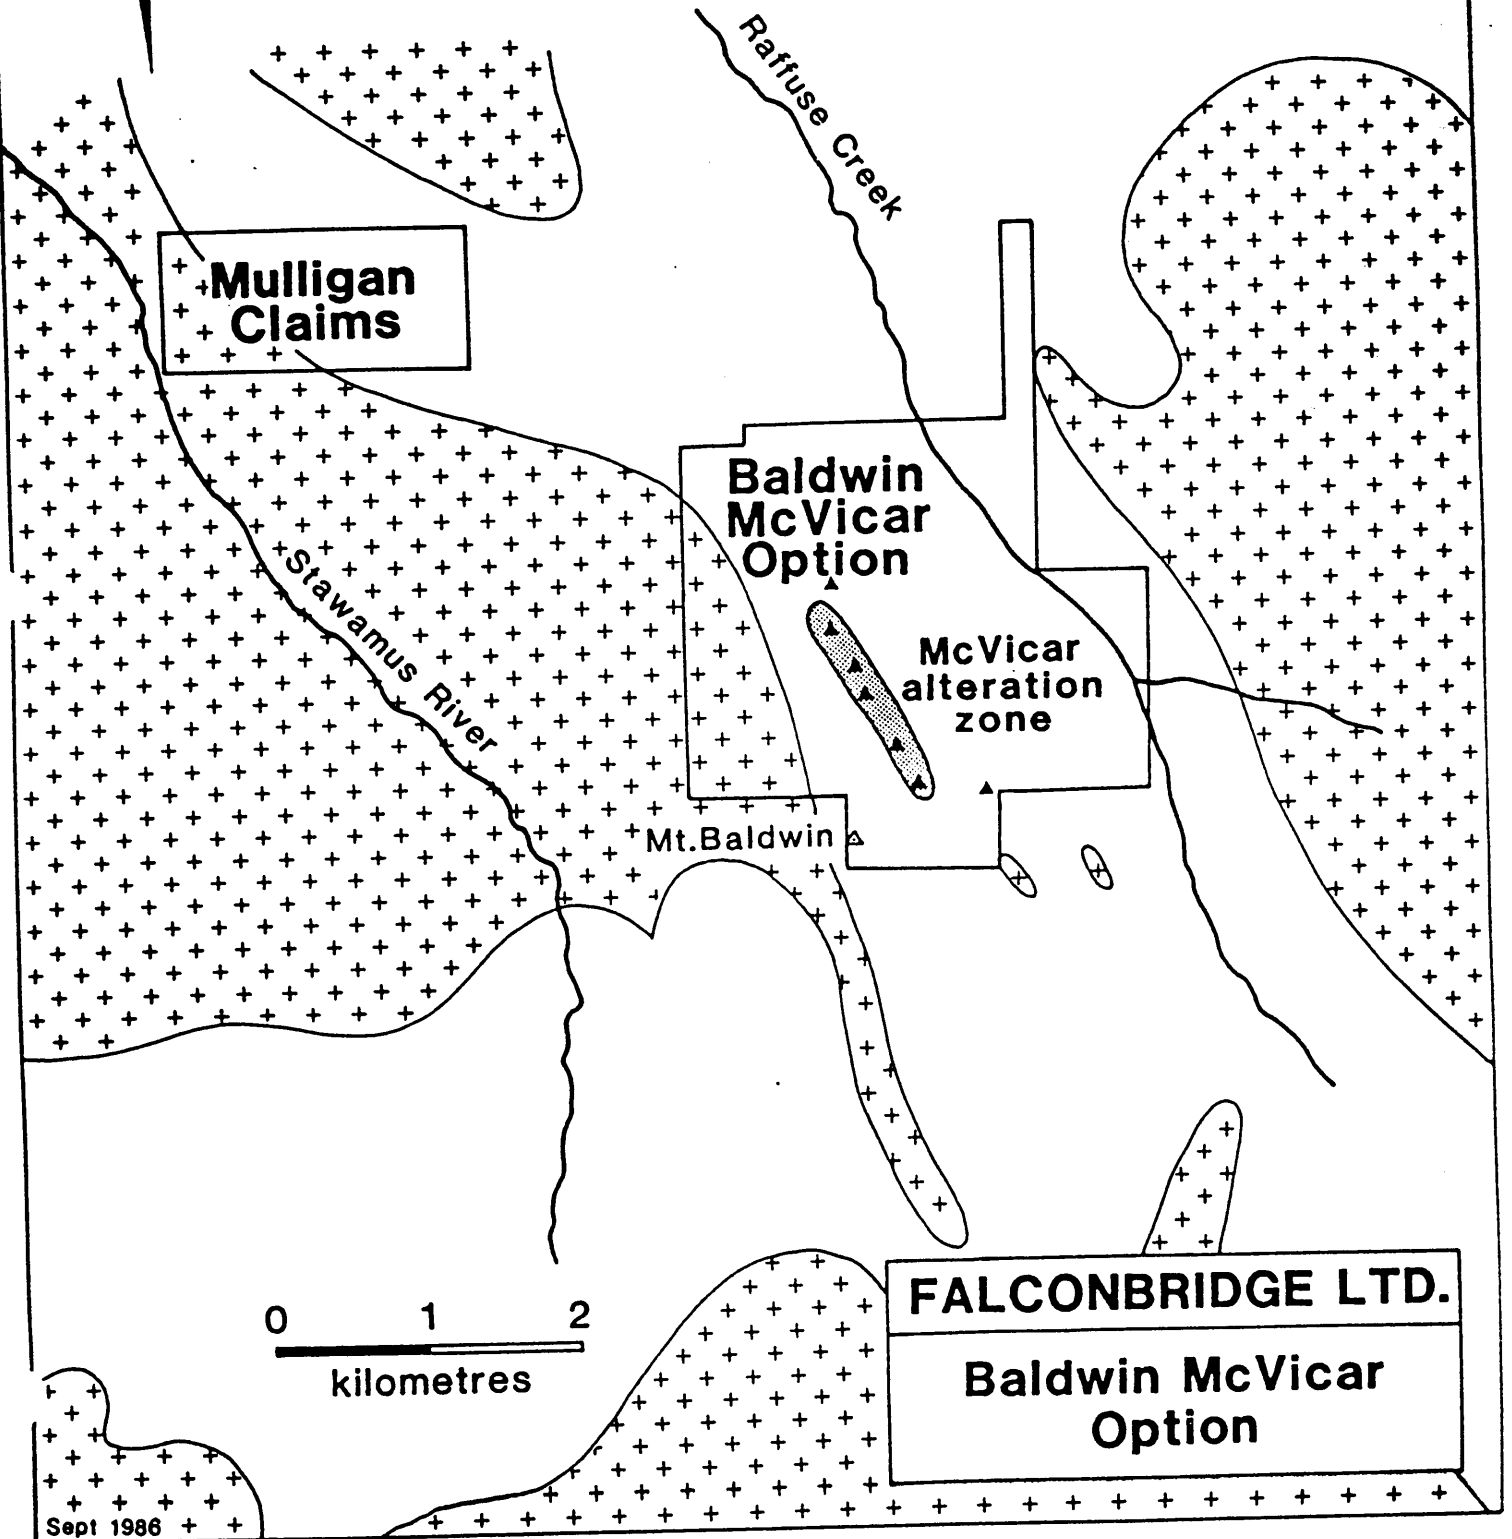 Raffuse Creek
Mulligan
Claims
Baldwin
McVicar
Option
Stawamus River
McVicar
alteration
zone
Mt.Baldwin
0 1 2
kilometres
FALCONBRIDGE LTD.
Baldwin McVicar
Option
Sept 1986